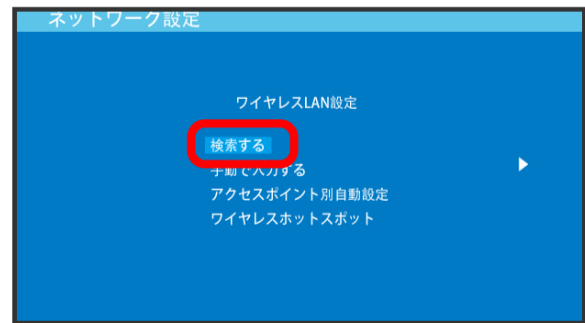 ネットワーク設定
ワイヤレスLAN設定
検索する
手動で入力する
アクセスポイント別自動設定
ワイヤレスホットスポット